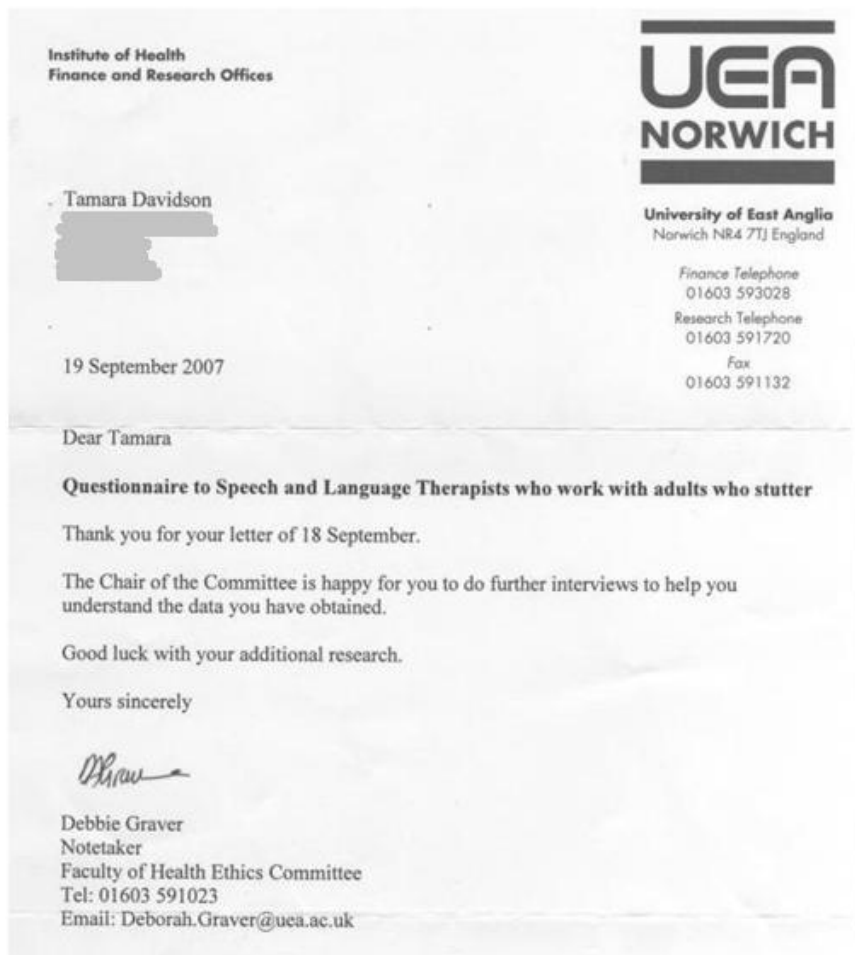 Institute of Health
Finance and Research Offices
UEA
NORWICH
University of East Anglia
Norwich NR4 7TJ England
Finance Telephone
01603 593028
Research Telephone
01603 591720
Fax
01603 591132
Tamara Davidson
19 September 2007
Dear Tamara
Questionnaire to Speech and Language Therapists who work with adults who stutter
Thank you for your letter of 18 September.
The Chair of the Committee is happy for you to do further interviews to help you
understand the data you have obtained.
Good luck with your additional research.
Yours sincerely
Debbie Graver
Notetaker
Faculty of Health Ethics Committee
Tel: 01603 591023
Email: Deborah.Graver@uea.ac.uk